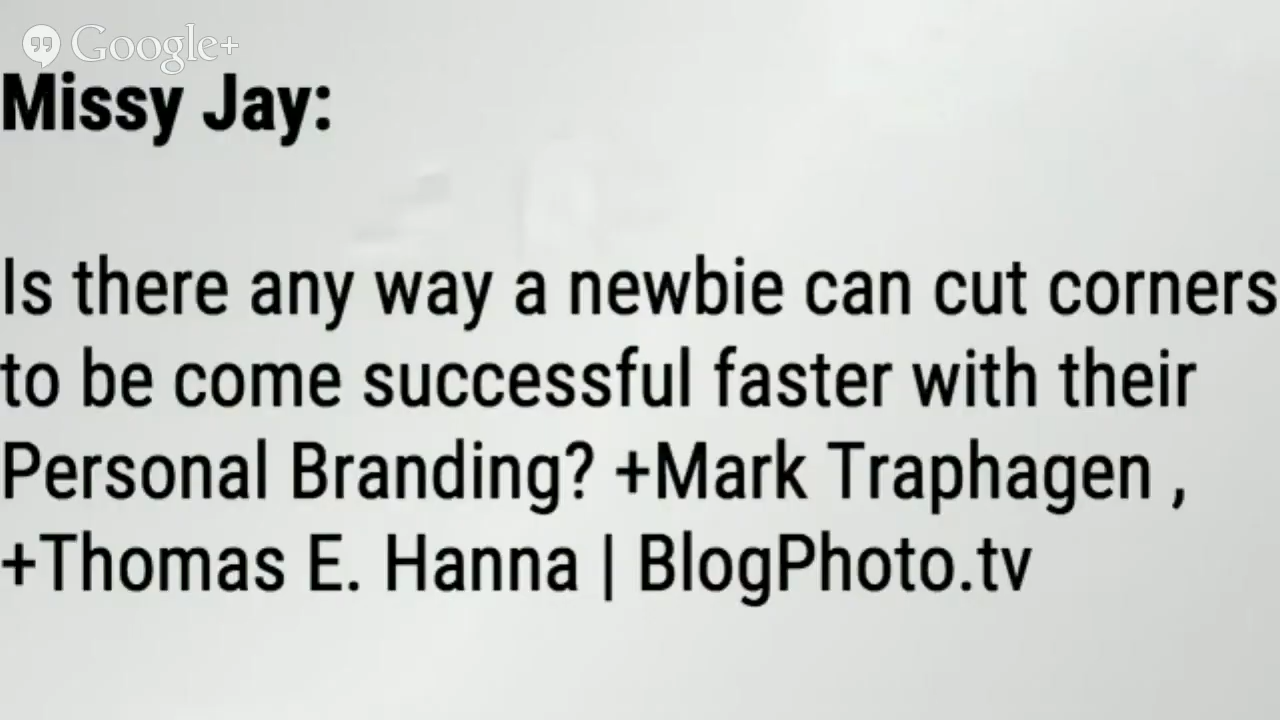 Google+
Missy Jay:
Is there any way a newbie can cut corners
to be come successful faster with their
Personal Branding? +Mark Traphagen ,
+Thomas E. Hanna | BlogPhoto.tv